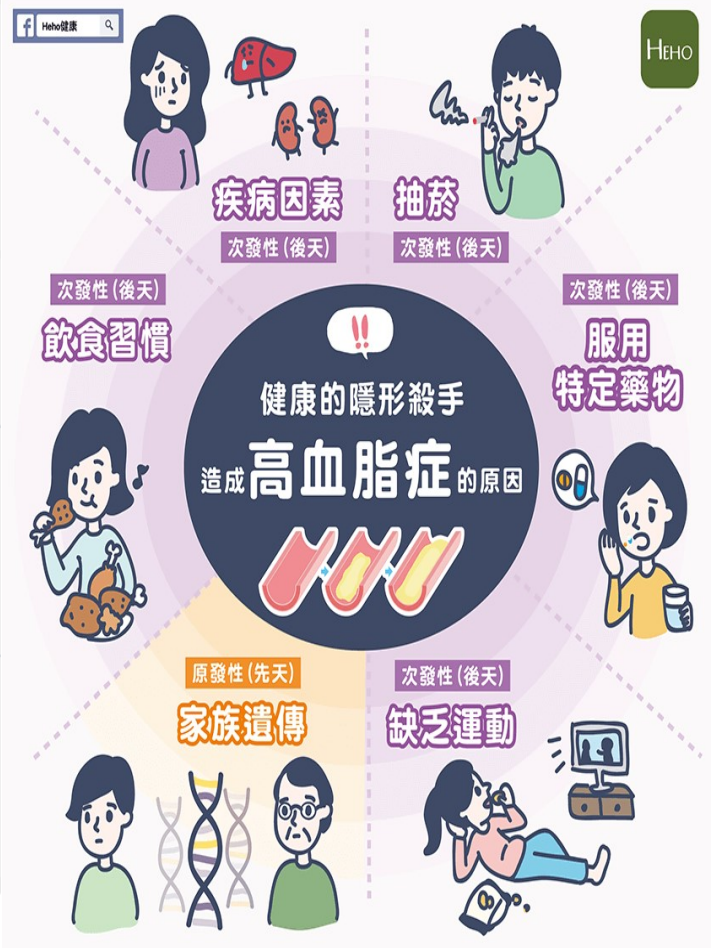 Heho健康
HEHO
疾病因素
次發性(後天)
抽菸
次發性(後天)
次發性(後天)
飲食習慣
次發性(後天)
服用
特定藥物
!!
健康的隱形殺手
造成高血脂症的原因
原發性(先天)
家族遺傳
次發性(後天)
缺乏運動